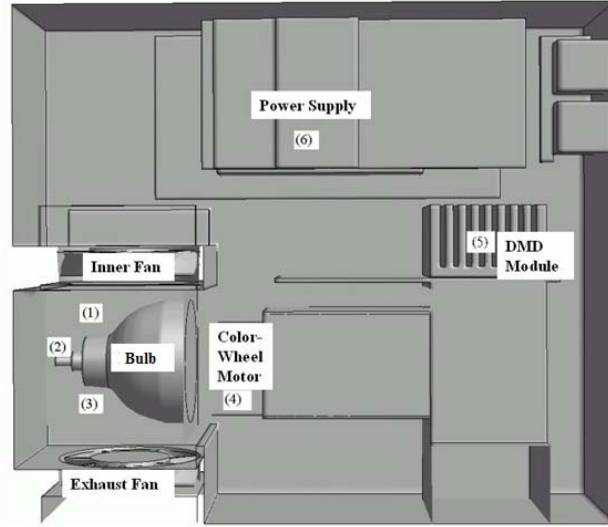 Power Supply
(6)
(5)
DMD
Module
Inner Fan
(1)
(2)
Bulb
(3)
Color-
Wheel
Motor
(4)
Exhaust Fan